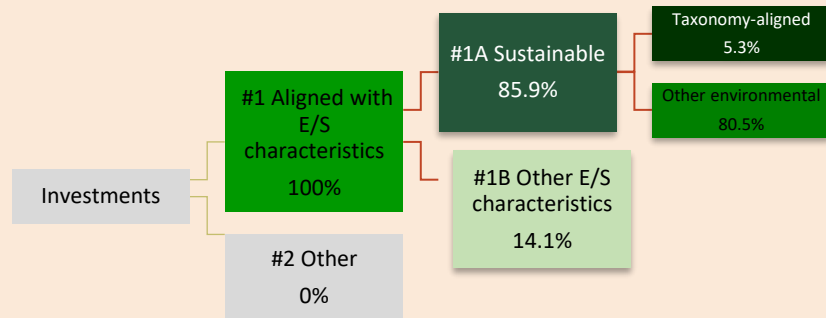 Investments
#1 Aligned with
E/S
characteristics
100%
#2 Other
0%
#1A Sustainable
85.9%
#1B Other E/S
characteristics
14.1%
Taxonomy-aligned
5.3%
Other environmental
80.5%